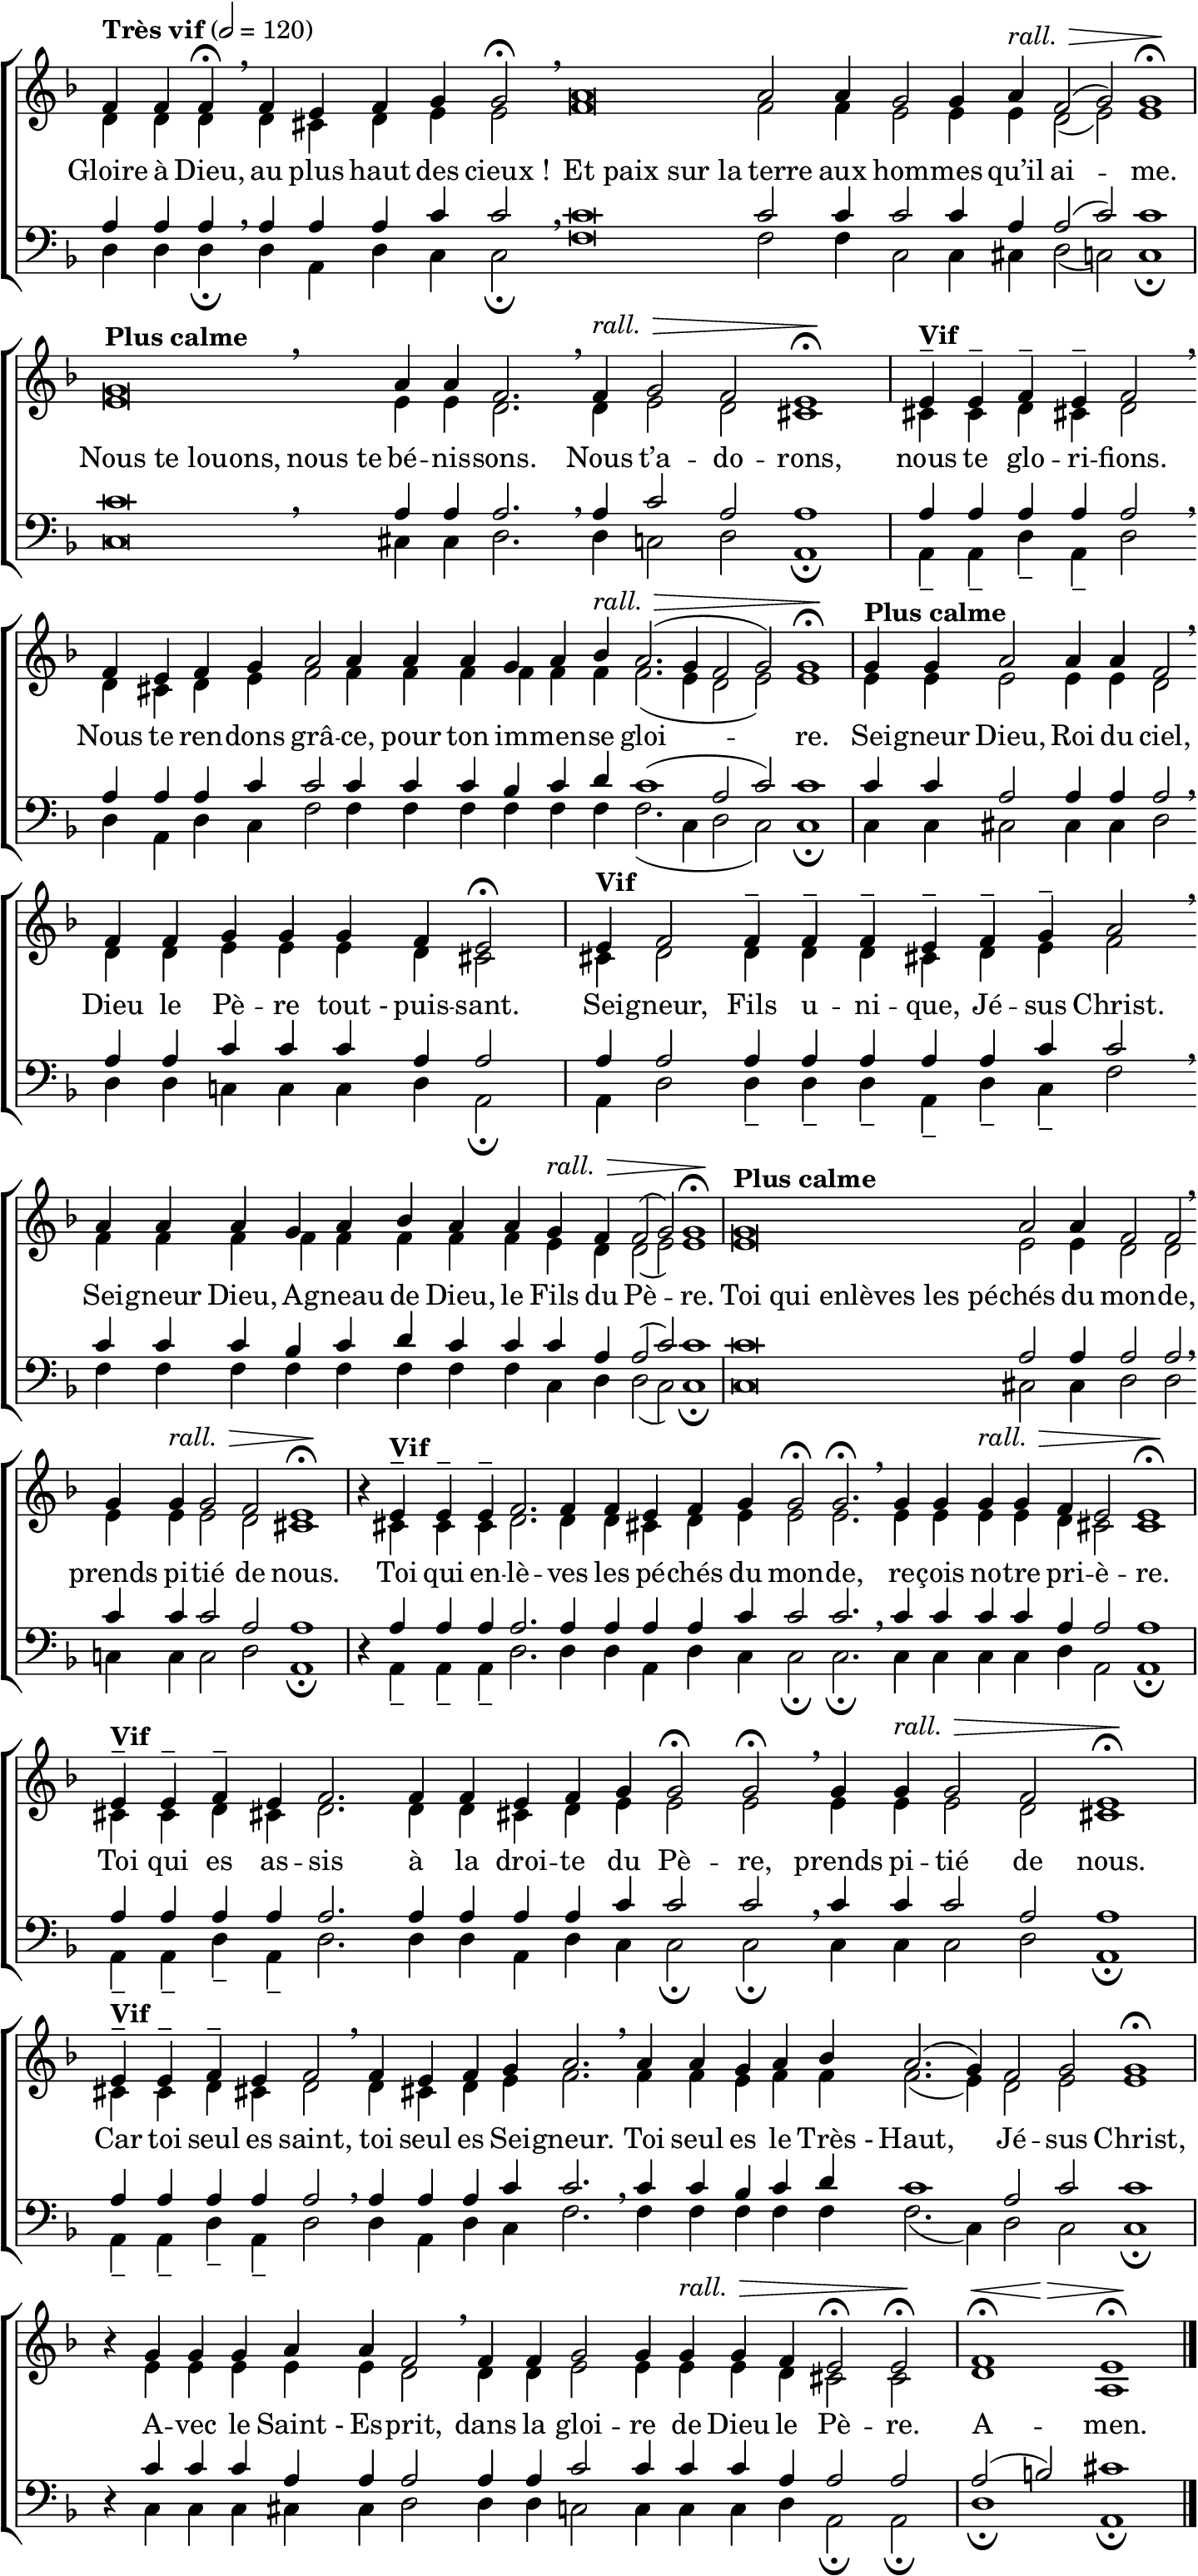 Très vif (𝅗𝅥 = 120)
rall.
Gloire à Dieu, au plus haut des cieux ! Et paix sur la terre aux hommes qu’il ai -- me.
Plus calme rall. Vif
Nous te louons, nous te bé -- nissons. Nous t’a -- do -- rons, nous te glo -- ri -- fions.
rall. Plus calme
Nous te rendons grâ -- ce, pour ton immense gloi -- re. Seigneur Dieu, Roi du ciel,
Vif
Dieu le Pè -- re tout - puis -- sant. Seigneur, Fils u -- ni -- que, Jé -- sus Christ.
rall. Plus calme
Seigneur Dieu, Agneau de Dieu, le Fils du Pè -- re. Toi qui enlèves les péchés du monde,
rall. Vif rall.
prends pitié de nous. Toi qui en -- lè -- ves les péchés du monde, reçois notre pri -- è -- re.
Vif rall.
Toi qui es as -- sis à la droi -- te du Pè -- re, prends pi -- tié de nous.
Vif
Car toi seul es saint, toi seul es Seigneur. Toi seul es le Très - Haut, Jé -- sus Christ,
rall.
A -- vec le Saint - Esprit, dans la gloi -- re de Dieu le Pè -- re. A -- men.